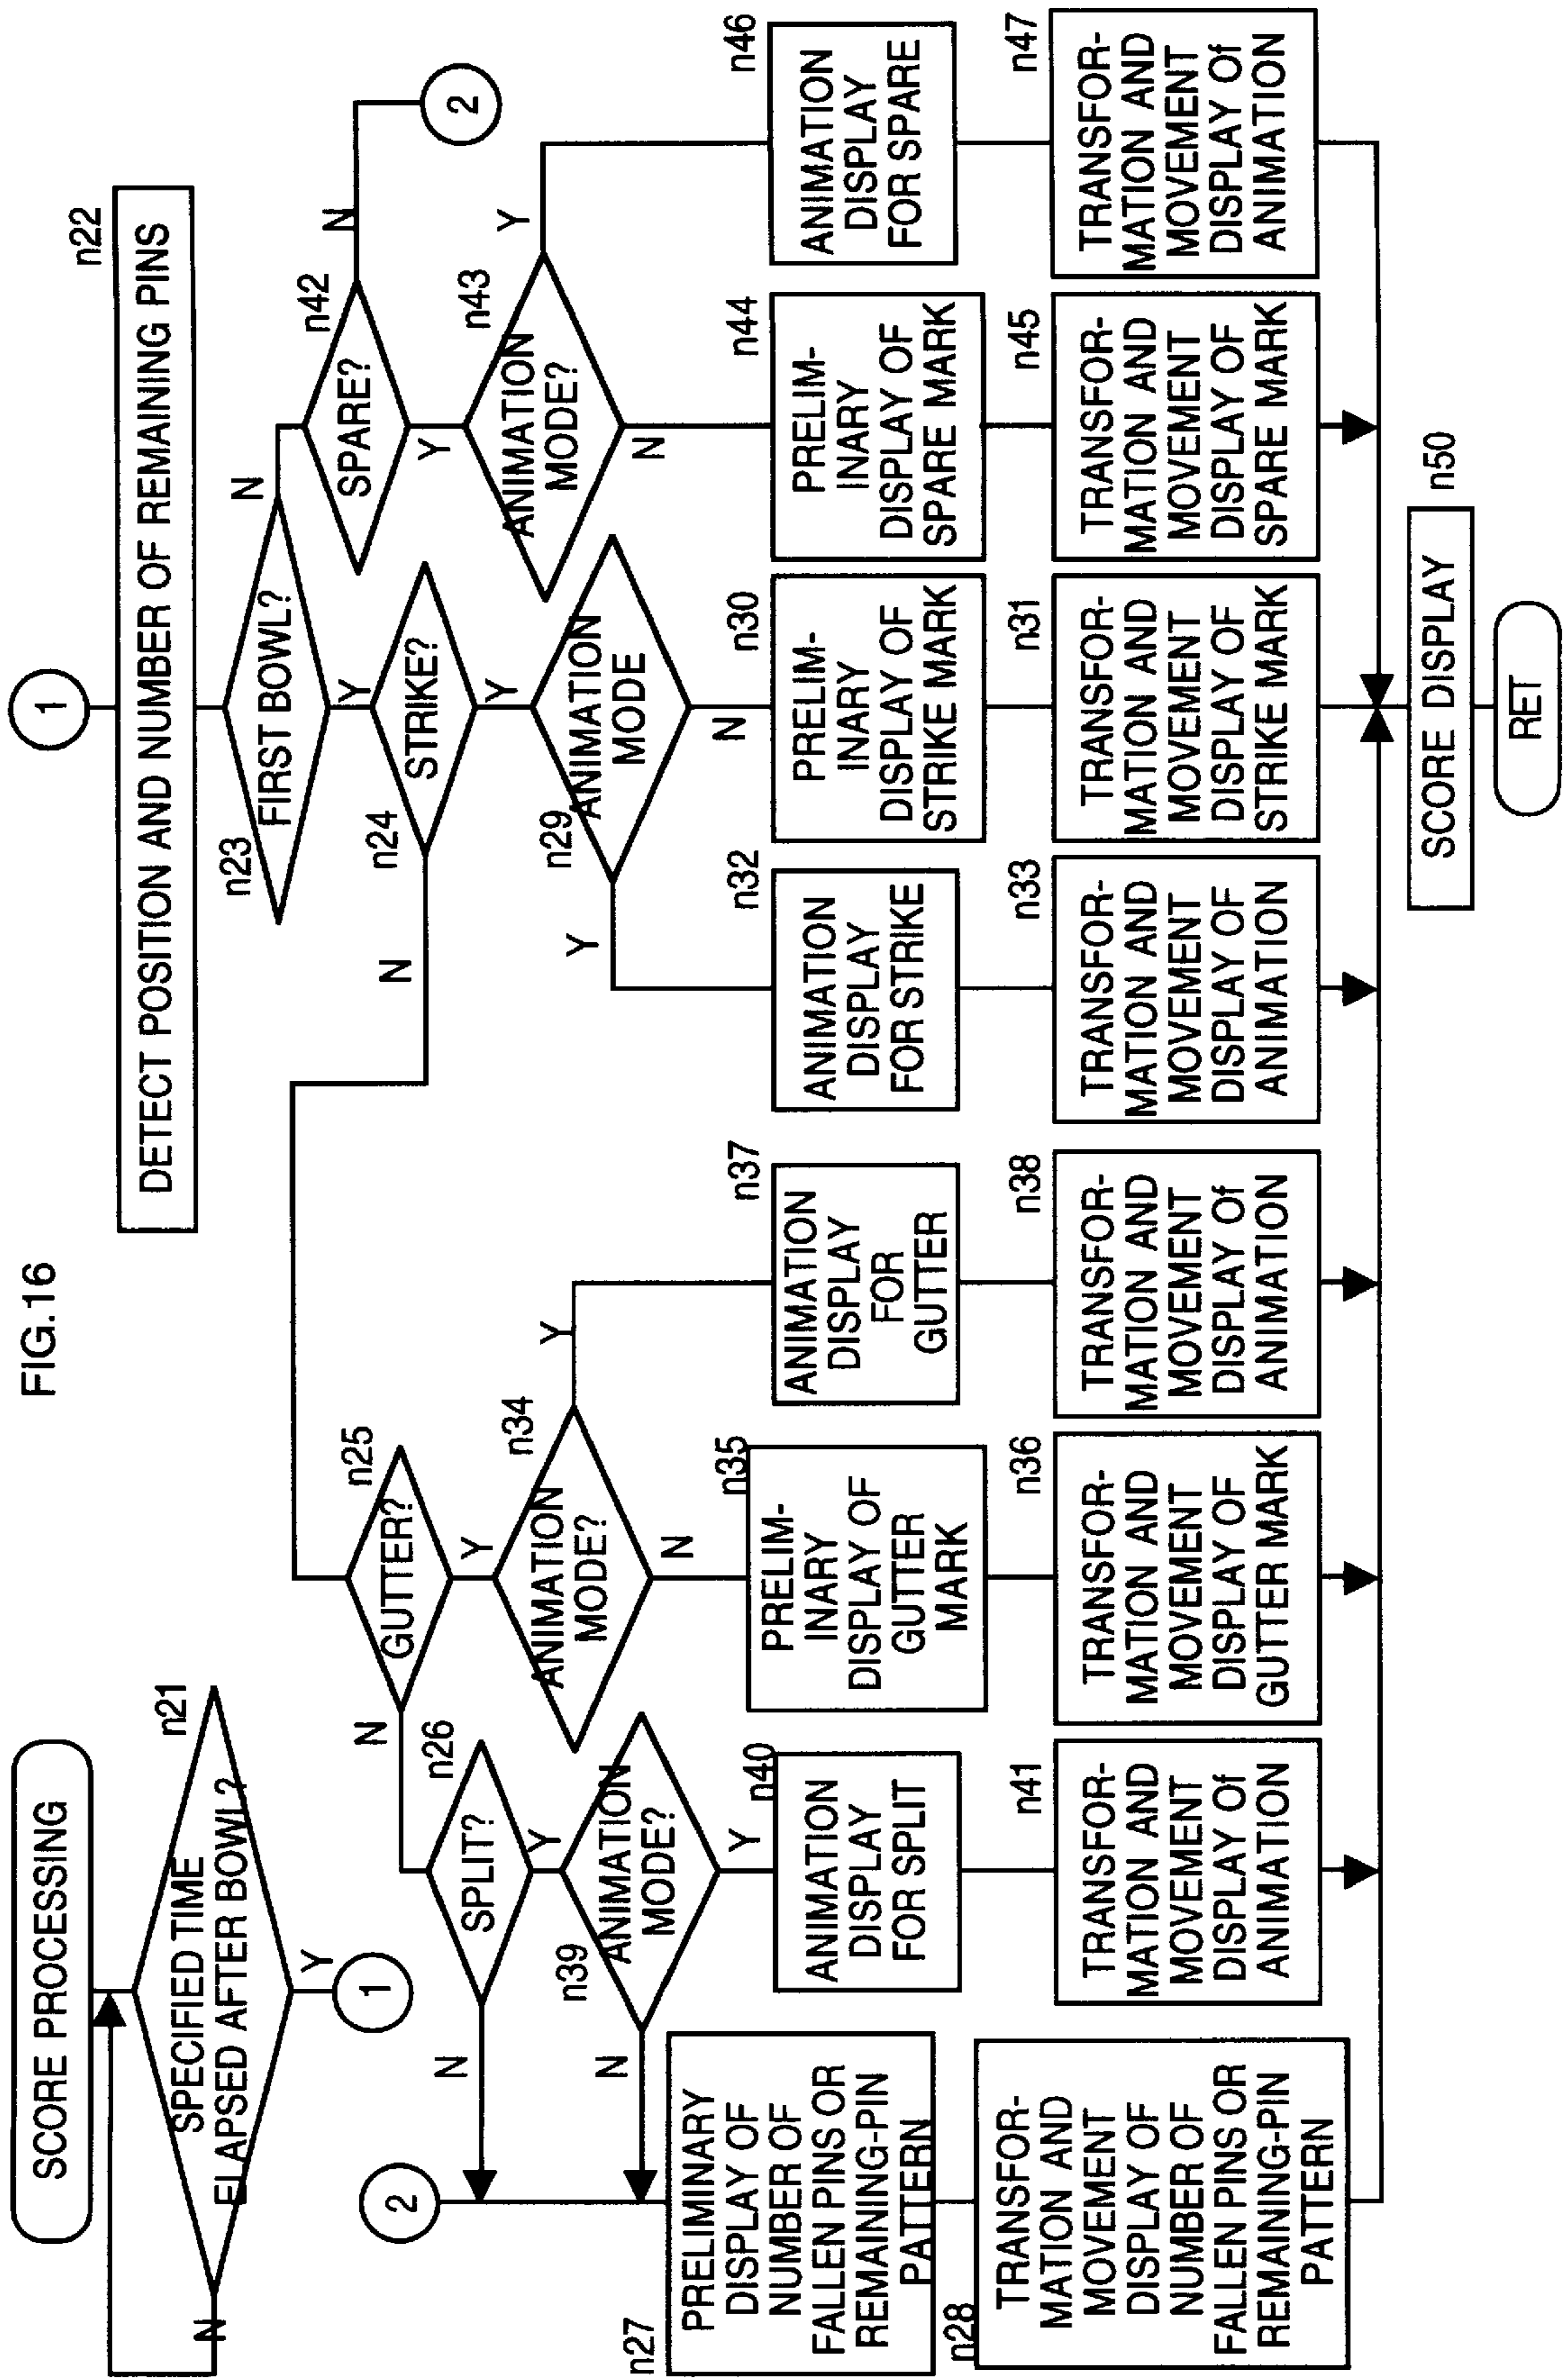 FIG.16
SCORE PROCESSING
n21
SPECIFIED TIME
ELAPSED AFTER BOWL?
N
Y
1
1
n22
DETECT POSITION AND NUMBER OF REMAINING PINS
n23
FIRST BOWL?
N
Y
n24
STRIKE?
N
Y
n42
SPARE?
N
2
Y
n25
GUTTER?
N
Y
n26
SPLIT?
N
Y
n39
ANIMATION
MODE?
N
Y
n34
ANIMATION
MODE?
Y
N
n29
ANIMATION
MODE
Y
N
n43
ANIMATION
MODE?
Y
N
2
n27
PRELIMINARY
DISPLAY OF
NUMBER OF
FALLEN PINS OR
REMAINING-PIN
PATTERN
n40
ANIMATION
DISPLAY
FOR SPLIT
n35
PRELIM-
INARY
DISPLAY OF
GUTTER
MARK
n37
ANIMATION
DISPLAY
FOR
GUTTER
n32
ANIMATION
DISPLAY
FOR STRIKE
n30
PRELIM-
INARY
DISPLAY OF
STRIKE MARK
n44
PRELIM-
INARY
DISPLAY OF
SPARE MARK
n46
ANIMATION
DISPLAY
FOR SPARE
n28
TRANSFOR-
MATION AND
MOVEMENT
DISPLAY OF
NUMBER OF
FALLEN PINS OR
REMAINING-PIN
PATTERN
n41
TRANSFOR-
MATION AND
MOVEMENT
DISPLAY Of
ANIMATION
n36
TRANSFOR-
MATION AND
MOVEMENT
DISPLAY OF
GUTTER MARK
n38
TRANSFOR-
MATION AND
MOVEMENT
DISPLAY Of
ANIMATION
n33
TRANSFOR-
MATION AND
MOVEMENT
DISPLAY OF
ANIMATION
n31
TRANSFOR-
MATION AND
MOVEMENT
DISPLAY OF
STRIKE MARK
n45
TRANSFOR-
MATION AND
MOVEMENT
DISPLAY OF
SPARE MARK
n47
TRANSFOR-
MATION AND
MOVEMENT
DISPLAY Of
ANIMATION
SCORE DISPLAY
n50
RET